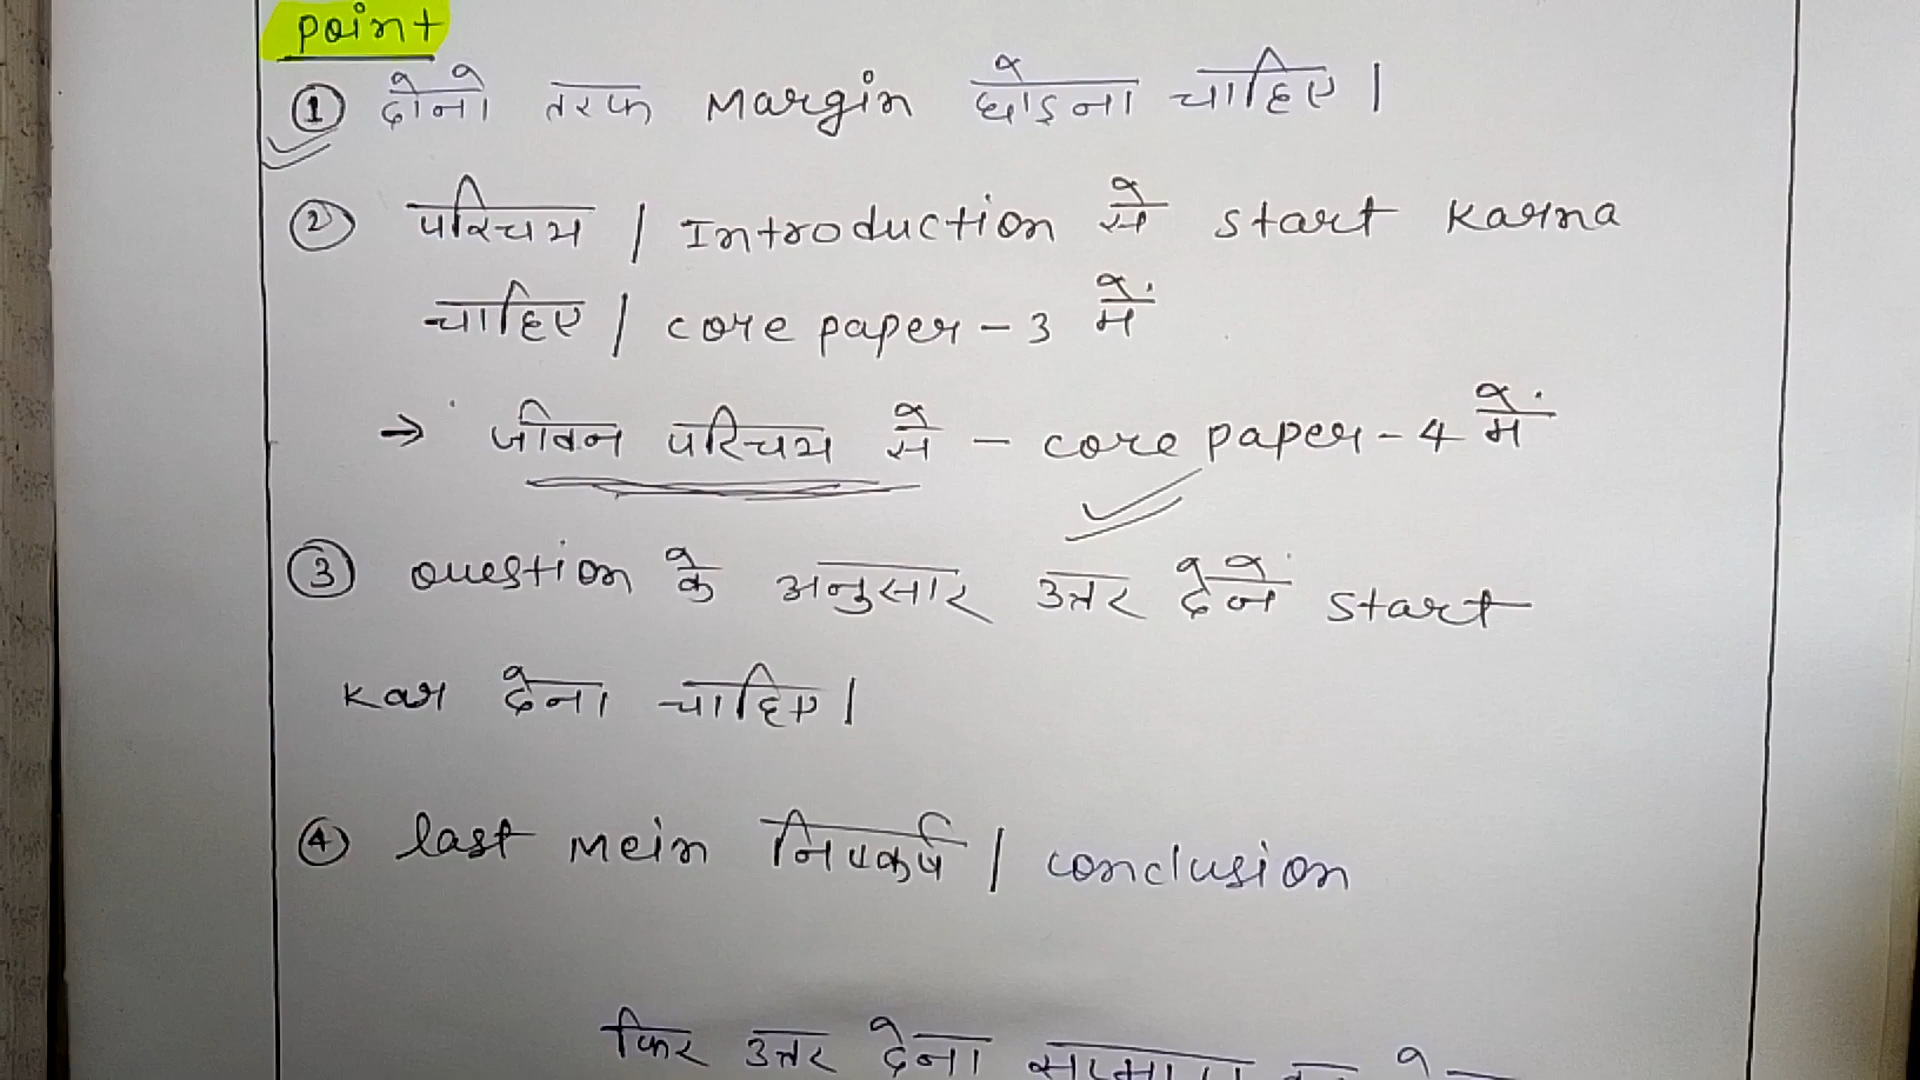 point
① दोनो तरफ Margin छोड़ना चाहिए।
② परिचय / Introduction से start karna
चाहिए / core paper - 3 में
→ जीवन परिचय से - core paper - 4 में
③ question के अनुसार उत्तर देने start
kar देना चाहिए।
④ last mein निष्कर्ष / conclusion
फिर उत्तर देना